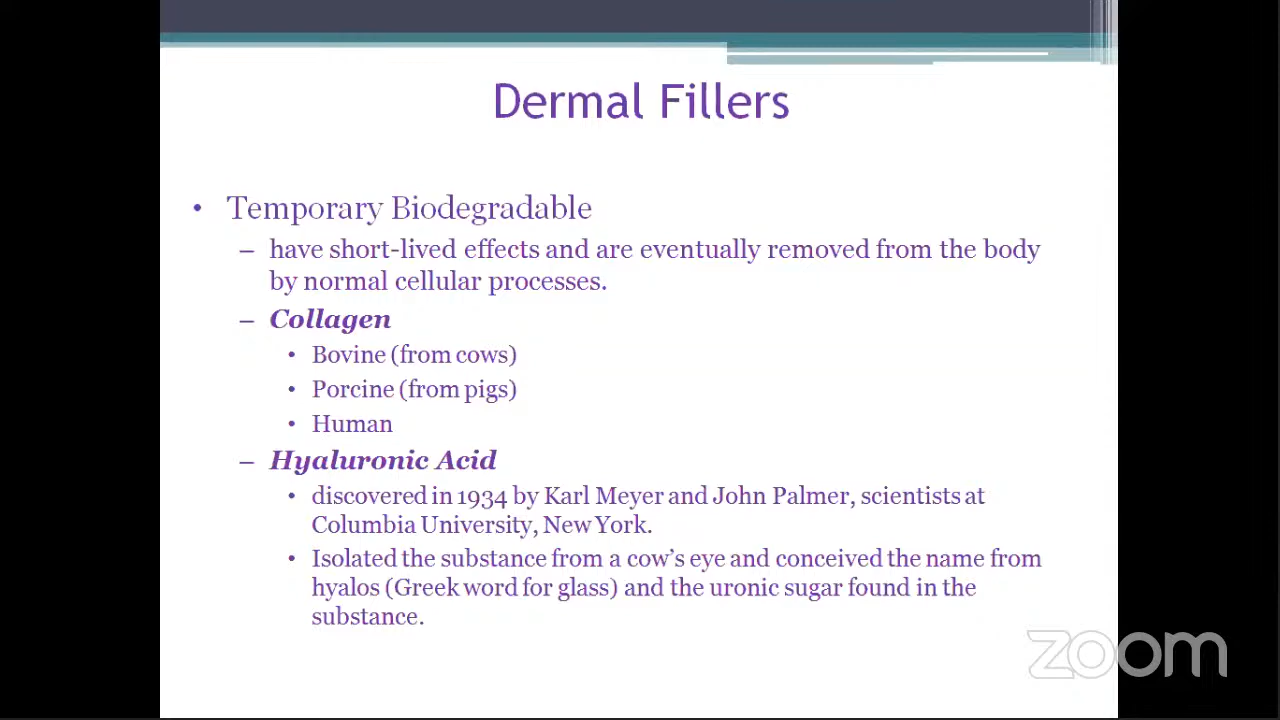 Dermal Fillers
• Temporary Biodegradable
– have short-lived effects and are eventually removed from the body
by normal cellular processes.
– Collagen
• Bovine (from cows)
• Porcine (from pigs)
• Human
– Hyaluronic Acid
• discovered in 1934 by Karl Meyer and John Palmer, scientists at
Columbia University, New York.
• Isolated the substance from a cow's eye and conceived the name from
hyalos (Greek word for glass) and the uronic sugar found in the
substance.
zoom